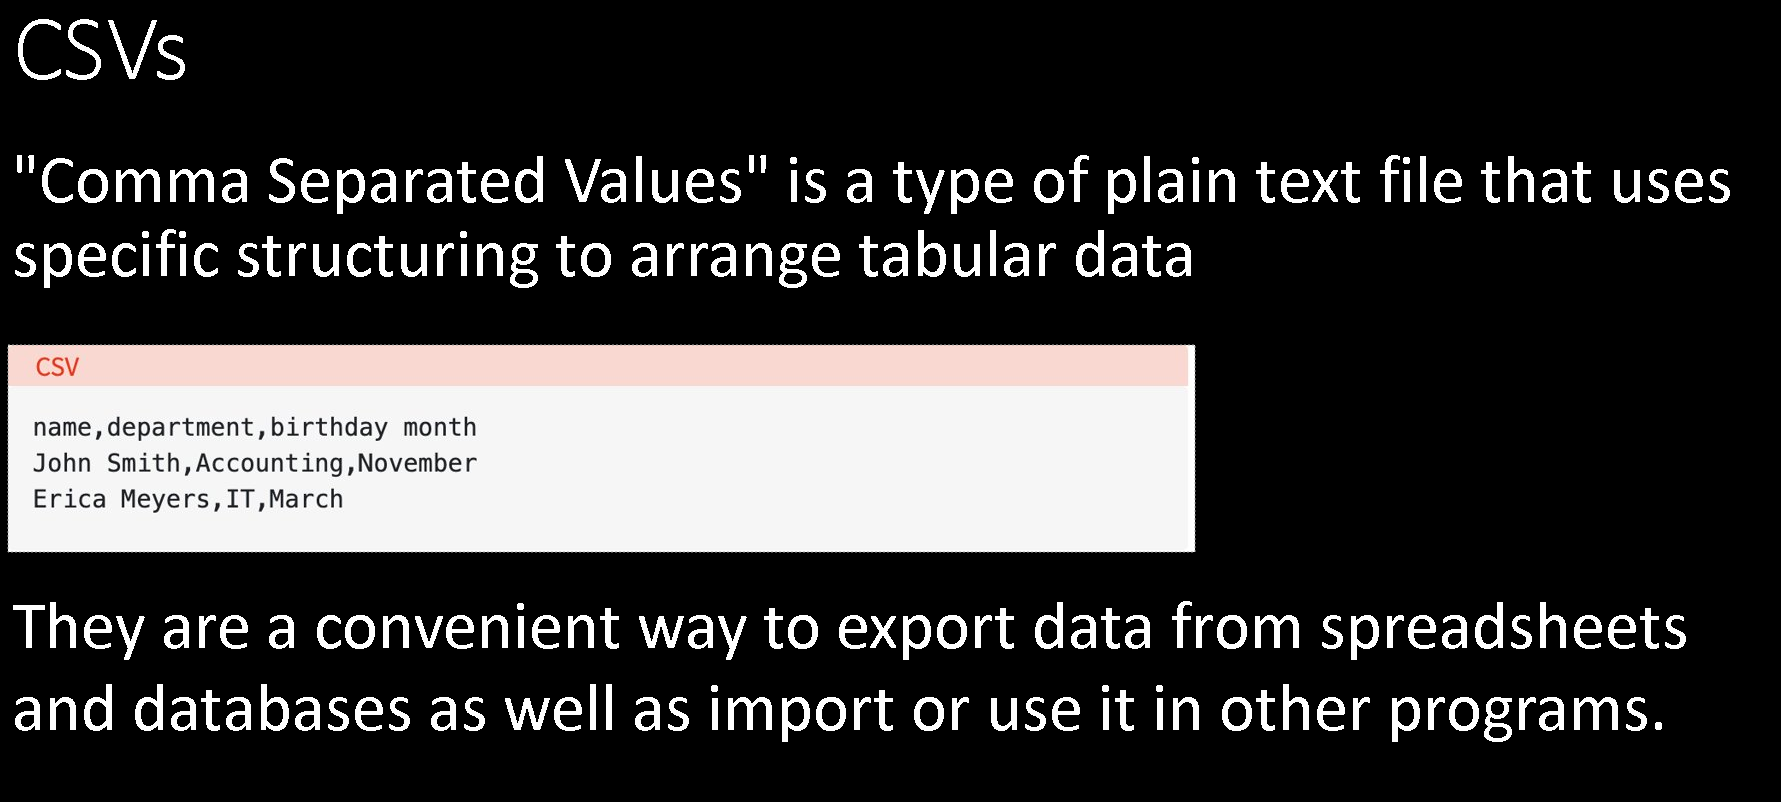 CSVs
"Comma Separated Values" is a type of plain text file that uses
specific structuring to arrange tabular data
CSV
name,department,birthday month
John Smith,Accounting,November
Erica Meyers,IT,March
They are a convenient way to export data from spreadsheets
and databases as well as import or use it in other programs.